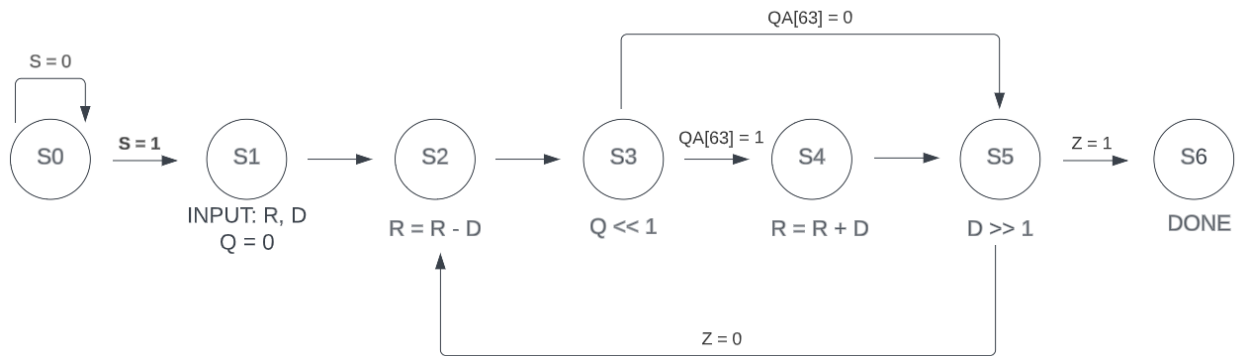 QA[63] = 0
S = 0
S = 1
QA[63] = 1
Z = 1
S0
S1
S2
S3
S4
S5
S6
INPUT: R, D
Q = 0
R = R - D
Q << 1
R = R + D
D >> 1
DONE
Z = 0